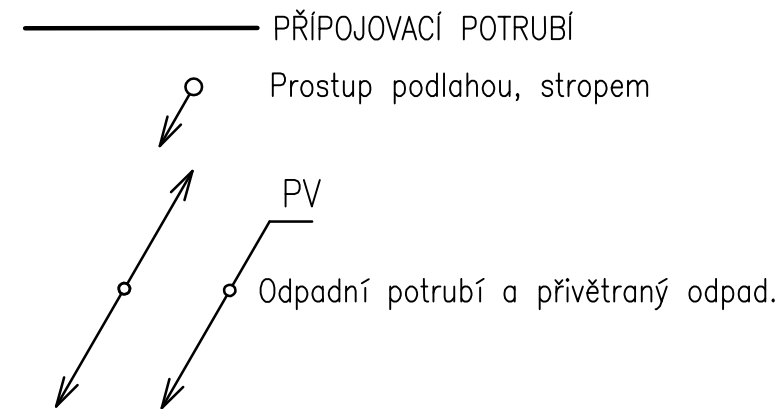 PŘÍPOJOVACÍ POTRUBÍ
Prostup podlahou, stropem
PV
Odpadní potrubí a přivětraný odpad.